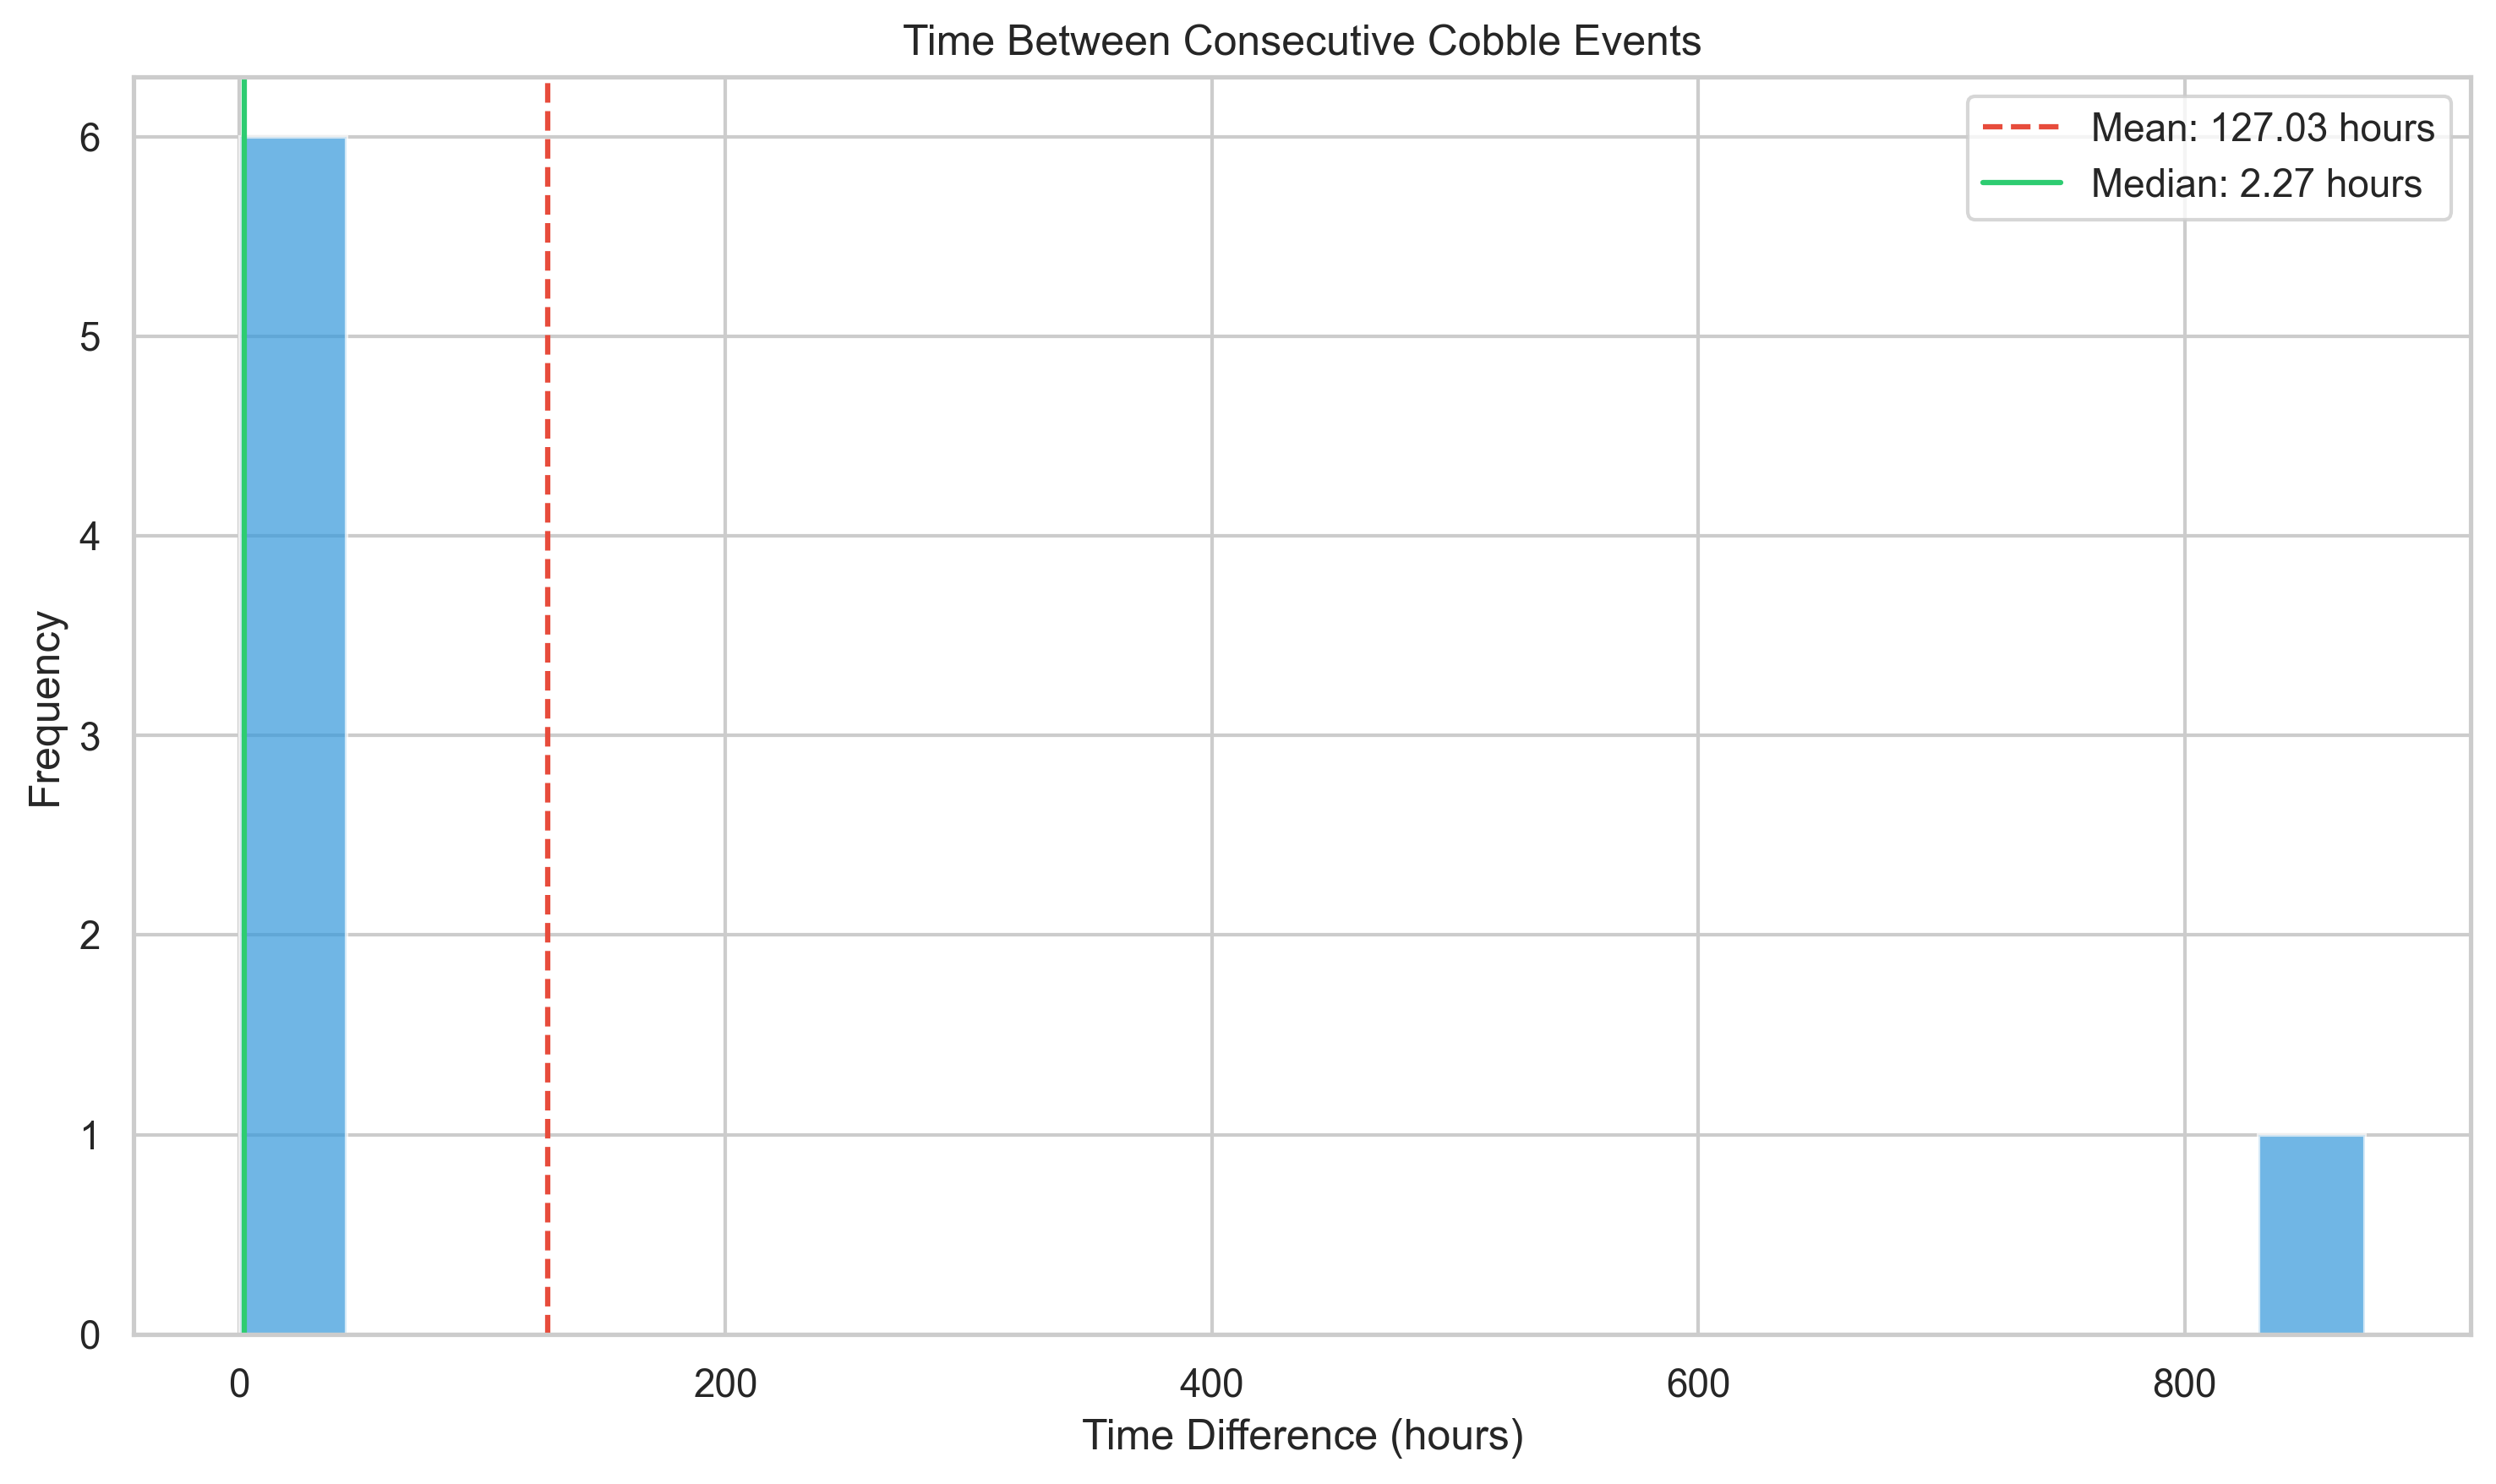 Time Between Consecutive Cobble Events
Mean: 127.03 hours
Median: 2.27 hours
Frequency
6
5
4
3
2
1
0
0 200 400 600 800
Time Difference (hours)